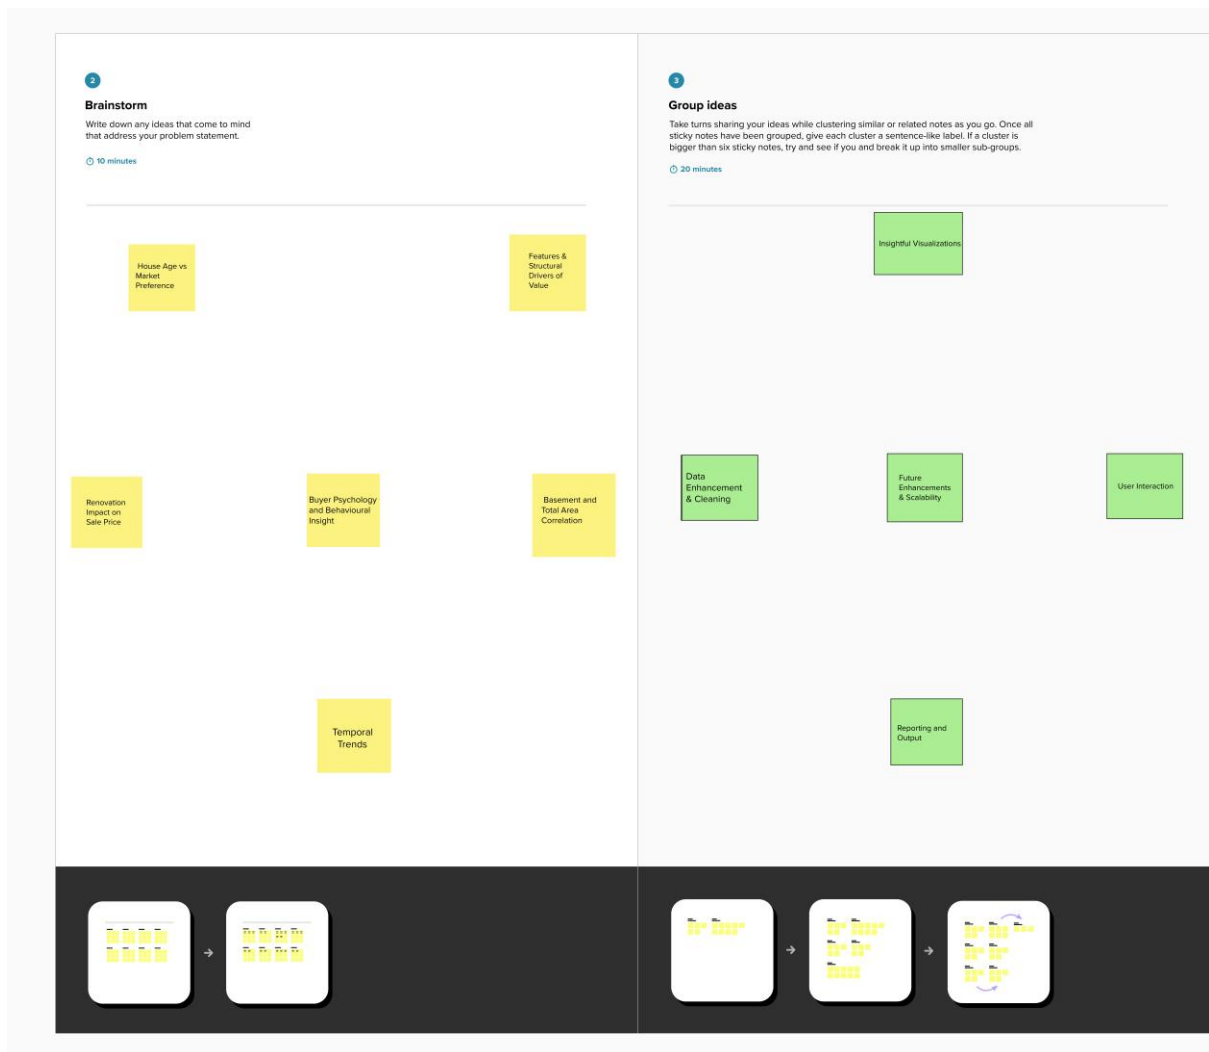 2
Brainstorm
Write down any ideas that come to mind
that address your problem statement.
10 minutes
House Age vs
Market
Preference
Features &
Structural
Drivers of
Value
Renovation
Impact on
Sale Price
Buyer Psychology
and Behavioural
Insight
Basement and
Total Area
Correlation
Temporal
Trends
3
Group ideas
Take turns sharing your ideas while clustering similar or related notes as you go. Once all
sticky notes have been grouped, give each cluster a sentence-like label. If a cluster is
bigger than six sticky notes, try and see if you and break it up into smaller sub-groups.
20 minutes
Insightful Visualizations
Data
Enhancement
& Cleaning
Future
Enhancements
& Scalability
User Interaction
Reporting and
Output